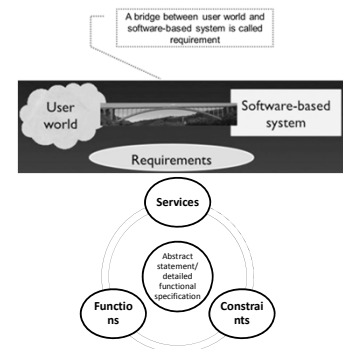 A bridge between user world and
software-based system is called
requirement
User
world
Software-based
system
Requirements
Services
Abstract
statement/
detailed
functional
specification
Functio
ns
Constrai
nts